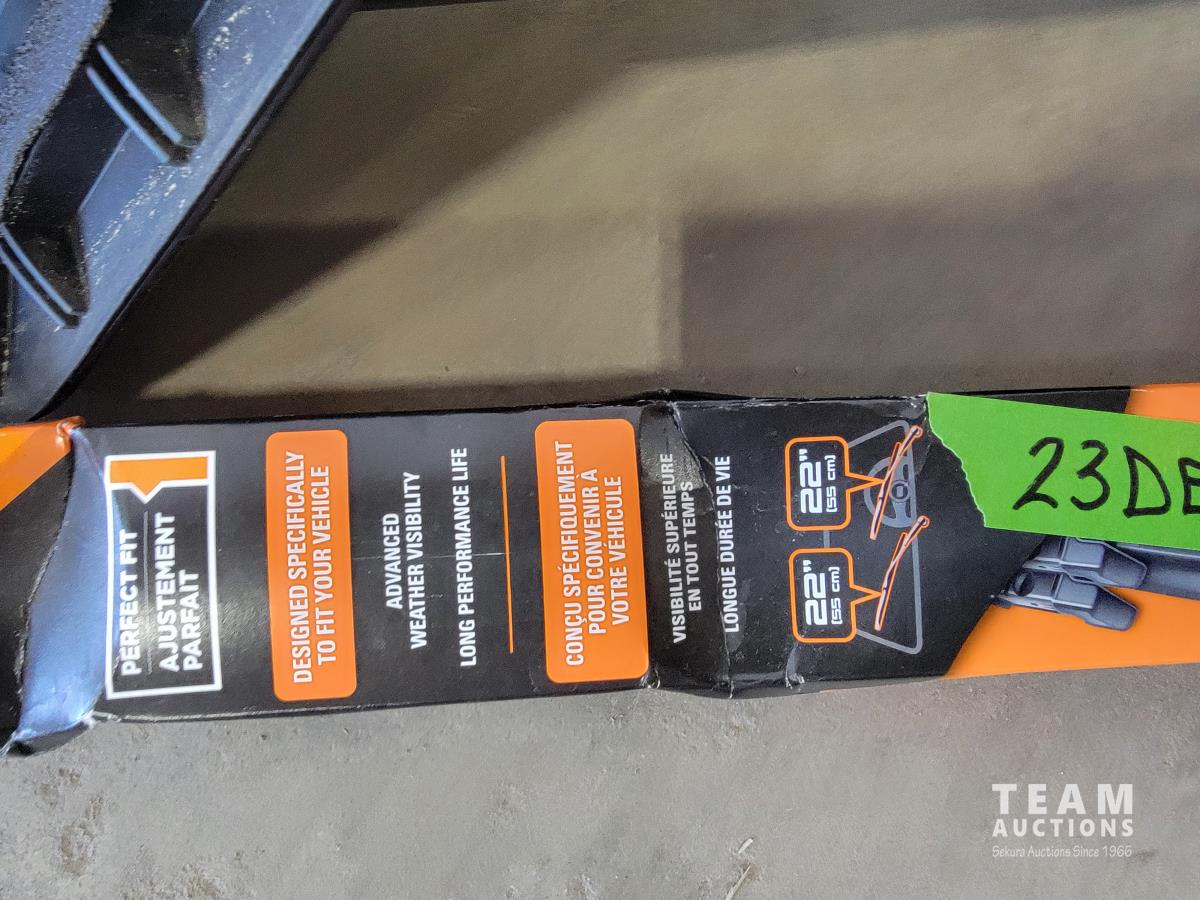 PERFECT FIT
AJUSTEMENT
PARFAIT
DESIGNED SPECIFICALLY
TO FIT YOUR VEHICLE
ADVANCED
WEATHER VISIBILITY
LONG PERFORMANCE LIFE
CONÇU SPÉCIFIQUEMENT
POUR CONVENIR À
VOTRE VÉHICULE
VISIBILITÉ SUPÉRIEURE
EN TOUT TEMPS
LONGUE DURÉE DE VIE
22"
[55 cm]
22"
[55 cm]
23DE
TEAM
AUCTIONS
Sekura Auctions Since 1966